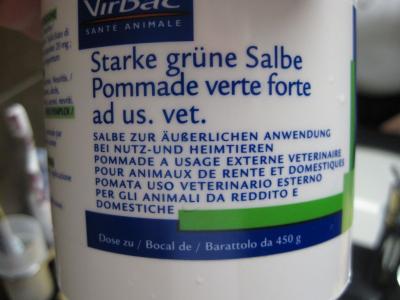 Virbac
SANTE ANIMALE
Starke grüne Salbe
Pommade verte forte
ad us. vet.
SALBE ZUR ÄUßERLICHEN ANWENDUNG
BEI NUTZ-UND HEIMTIEREN
POMMADE A USAGE EXTERNE VETERINAIRE
POUR ANIMAUX DE RENTE ET DOMESTIQUES
POMATA USO VETERINARIO ESTERNO
PER GLI ANIMALI DA REDDITO E
DOMESTICHE
Dose zu / Bocal de / Barattolo da 450 g